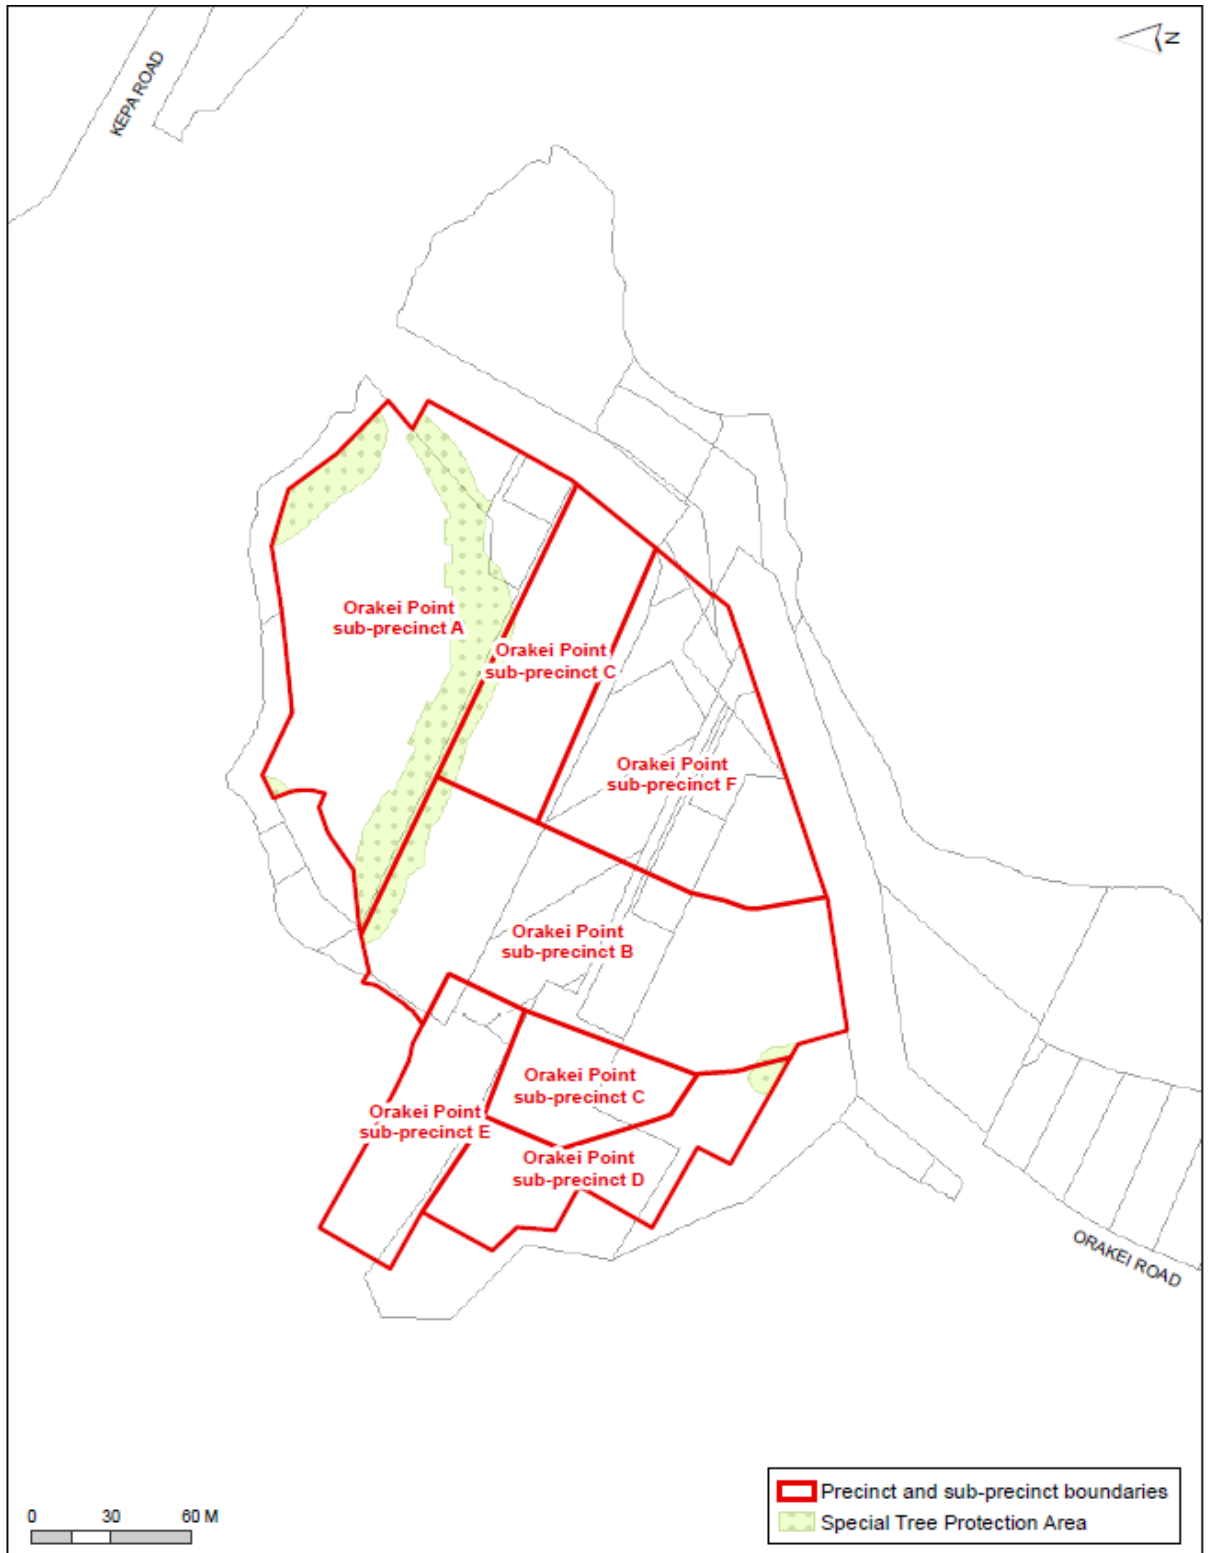 N
KEPA ROAD
Orakei Point
sub-precinct A
Orakei Point
sub-precinct C
Orakei Point
sub-precinct F
Orakei Point
sub-precinct B
Orakei Point
sub-precinct C
Orakei Point
sub-precinct E
Orakei Point
sub-precinct D
ORAKEI ROAD
0 30 60 M
Precinct and sub-precinct boundaries
Special Tree Protection Area